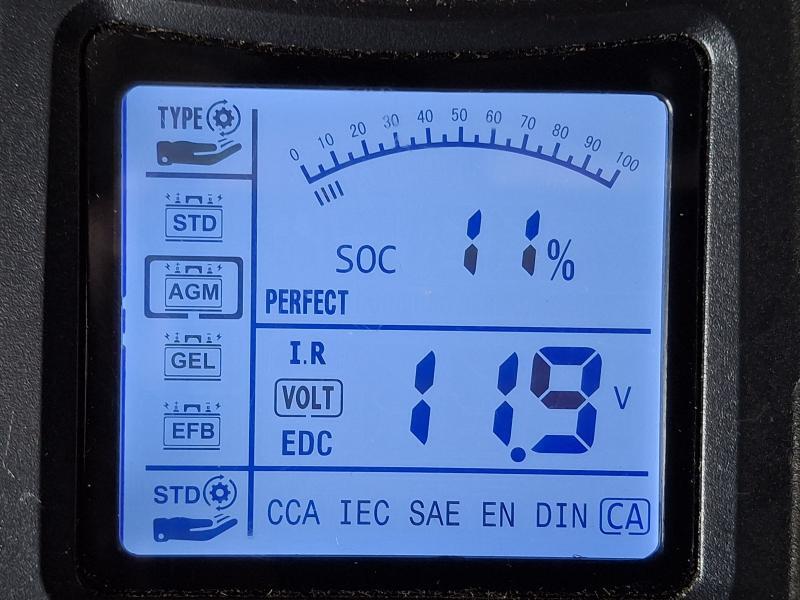 TYPE
0 10 20 30 40 50 60 70 80 90 100
STD
AGM
GEL
EFB
SOC 11%
PERFECT
I.R
VOLT
EDC
11.9 V
STD
CCA IEC SAE EN DIN CA